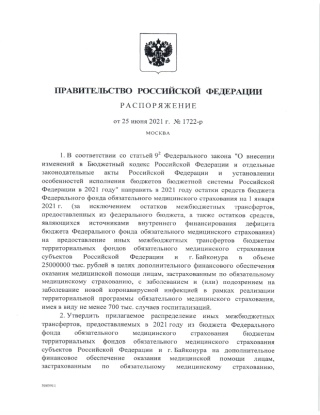 ПРАВИТЕЛЬСТВО РОССИЙСКОЙ ФЕДЕРАЦИИ
РАСПОРЯЖЕНИЕ
от 25 июня 2021 г. № 1722-р
МОСКВА
1. В соответствии со статьей 9¹ Федерального закона "О внесении
изменений в Бюджетный кодекс Российской Федерации и отдельные
законодательные акты Российской Федерации и установлении
особенностей исполнения бюджетов бюджетной системы Российской
Федерации в 2021 году" направить в 2021 году остатки средств бюджета
Федерального фонда обязательного медицинского страхования на 1 января
2021 г. (за исключением остатков межбюджетных трансфертов,
предоставленных из федерального бюджета, а также остатков средств,
являющихся источниками внутреннего финансирования дефицита
бюджета Федерального фонда обязательного медицинского страхования)
на предоставление иных межбюджетных трансфертов бюджетам
территориальных фондов обязательного медицинского страхования
субъектов Российской Федерации и г. Байконура в объеме
25000000 тыс. рублей в целях дополнительного финансового обеспечения
оказания медицинской помощи лицам, застрахованным по обязательному
медицинскому страхованию, с заболеванием и (или) подозрением на
заболевание новой коронавирусной инфекцией в рамках реализации
территориальной программы обязательного медицинского страхования,
имея в виду не менее 700 тыс. случаев госпитализаций.
2. Утвердить прилагаемое распределение иных межбюджетных
трансфертов, предоставляемых в 2021 году из бюджета Федерального
фонда обязательного медицинского страхования бюджетам
территориальных фондов обязательного медицинского страхования
субъектов Российской Федерации и г. Байконура на дополнительное
финансовое обеспечение оказания медицинской помощи лицам,
застрахованным по обязательному медицинскому страхованию,